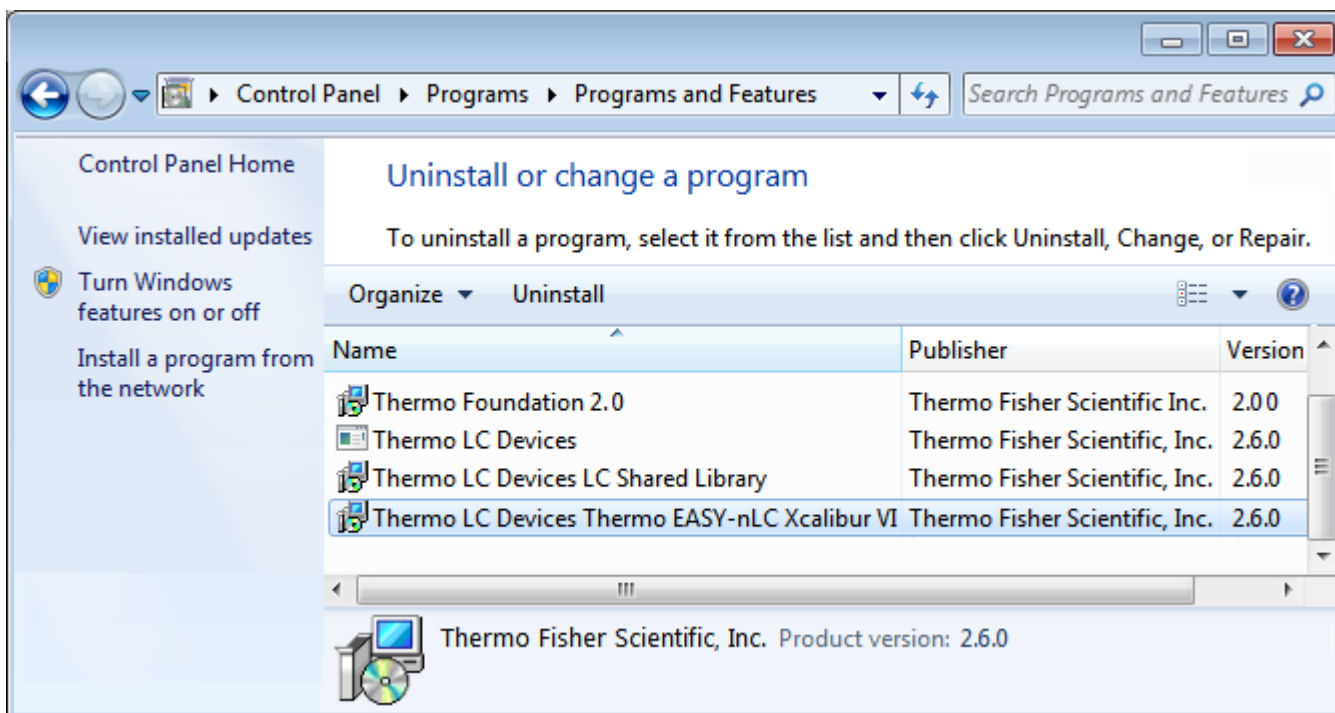 Control Panel Programs Programs and Features Search Programs and Features
Control Panel Home
View installed updates
Turn Windows
features on or off
Install a program from
the network
Uninstall or change a program
To uninstall a program, select it from the list and then click Uninstall, Change, or Repair.
Organize Uninstall
Name Publisher Version
Thermo Foundation 2.0 Thermo Fisher Scientific Inc. 2.0 0
Thermo LC Devices Thermo Fisher Scientific, Inc. 2.6.0
Thermo LC Devices LC Shared Library Thermo Fisher Scientific, Inc. 2.6.0
Thermo LC Devices Thermo EASY-nLC Xcalibur VI Thermo Fisher Scientific, Inc. 2.6.0
Thermo Fisher Scientific, Inc. Product version: 2.6.0